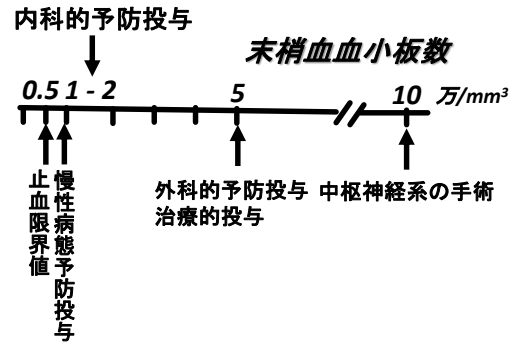 内科的予防投与
末梢血血小板数
0.5 1 - 2 5 10 万/mm³
止血限界値
慢性病態予防投与
外科的予防投与
治療的投与
中枢神経系の手術